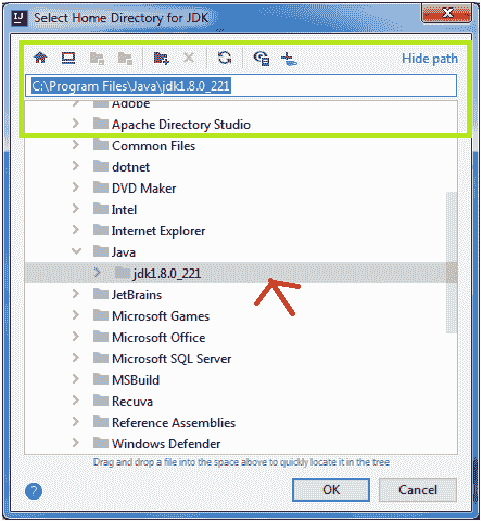 IJ Select Home Directory for JDK
Hide path
C:\Program Files\Java\jdk1.8.0_221
Adobe
Apache Directory Studio
Common Files
dotnet
DVD Maker
Intel
Internet Explorer
Java
jdk1.8.0_221
JetBrains
Microsoft Games
Microsoft Office
Microsoft SQL Server
MSBuild
Recuva
Reference Assemblies
Windows Defender
Drag and drop a file into the space above to quickly locate it in the tree
? OK Cancel